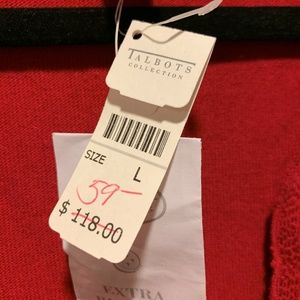 TALBOTS
COLLECTION
SIZE L
59-
$ 118.00
EXTRA